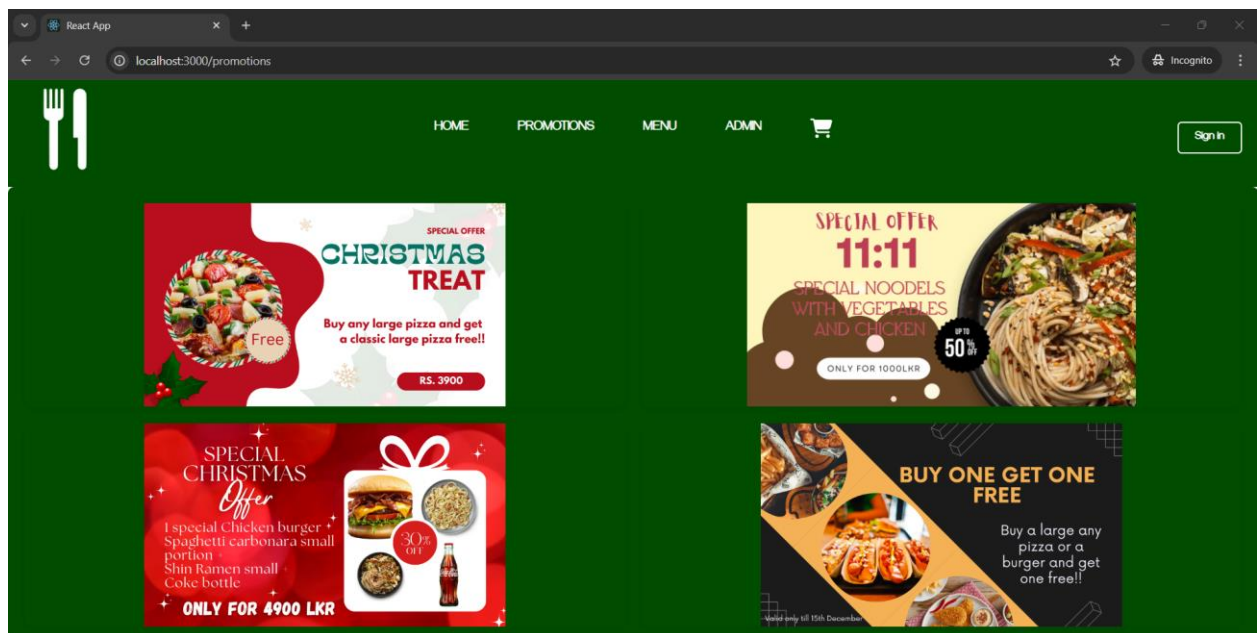 React App
localhost:3000/promotions
Incognito
HOME PROMOTIONS MENU ADMIN
Sign in
SPECIAL OFFER
CHRISTMAS
TREAT
Buy any large pizza and get
a classic large pizza free!!
Free
RS. 3900
SPECIAL OFFER
11:11
SPECIAL NOODELS
WITH VEGETABLES
AND CHICKEN
UP TO
50% OFF
ONLY FOR 1000LKR
SPECIAL
CHRISTMAS
Offer
1 special Chicken burger +
Spaghetti carbonara small
portion +
Shin Ramen small +
Coke bottle
ONLY FOR 4900 LKR
30%
OFF
BUY ONE GET ONE
FREE
Buy a large any
pizza or a
burger and get
one free!!
Valid only till 15th December